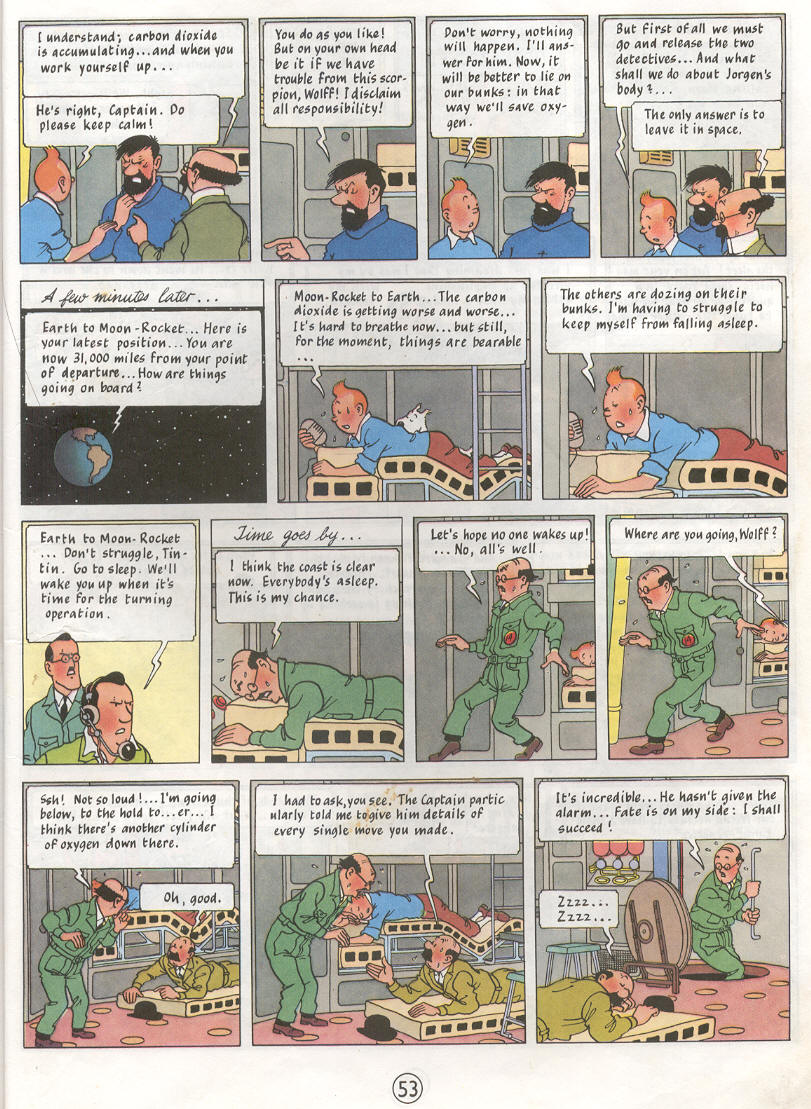 I understand; carbon dioxide
is accumulating...and when you
work yourself up...
He's right, Captain. Do
please keep calm!
You do as you like!
But on your own head
be it if we have
trouble from this scor-
pion, Wolff! I disclaim
all responsibility!
Don't worry, nothing
will happen. I'll ans-
wer for him. Now, it
will be better to lie on
our bunks: in that
way we'll save oxy-
gen.
But first of all we must
go and release the two
detectives... And what
shall we do about Jorgen's
body?...
The only answer is to
leave it in space.
A few minutes later...
Earth to Moon-Rocket... Here is
your latest position...You are
now 31,000 miles from your point
of departure...How are things
going on board?
Moon-Rocket to Earth...The carbon
dioxide is getting worse and worse...
It's hard to breathe now...but still,
for the moment, things are bearable
...
The others are dozing on their
bunks. I'm having to struggle to
keep myself from falling asleep.
Earth to Moon-Rocket
... Don't struggle, Tin-
tin. Go to sleep. We'll
wake you up when it's
time for the turning
operation.
Time goes by...
I think the coast is clear
now. Everybody's asleep.
This is my chance.
Let's hope no one wakes up!
... No, all's well.
Where are you going, Wolff?
Ssh! Not so loud!...I'm going
below, to the hold to...er... I
think there's another cylinder
of oxygen down there.
Oh, good.
I had to ask, you see. The Captain partic
ularly told me to give him details of
every single move you made.
It's incredible... He hasn't given the
alarm... Fate is on my side: I shall
succeed!
Zzzz...
Zzzz...
53